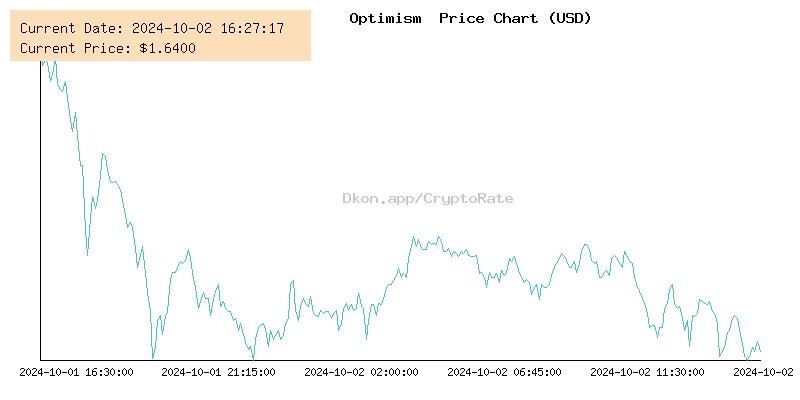 Optimism  Price Chart (USD)
Current Date: 2024-10-02 16:27:17
Current Price: $1.6400
Dkon.app/CryptoRate
2024-10-01 16:30:00 2024-10-01 21:15:00 2024-10-02 02:00:00 2024-10-02 06:45:00 2024-10-02 11:30:00 2024-10-02